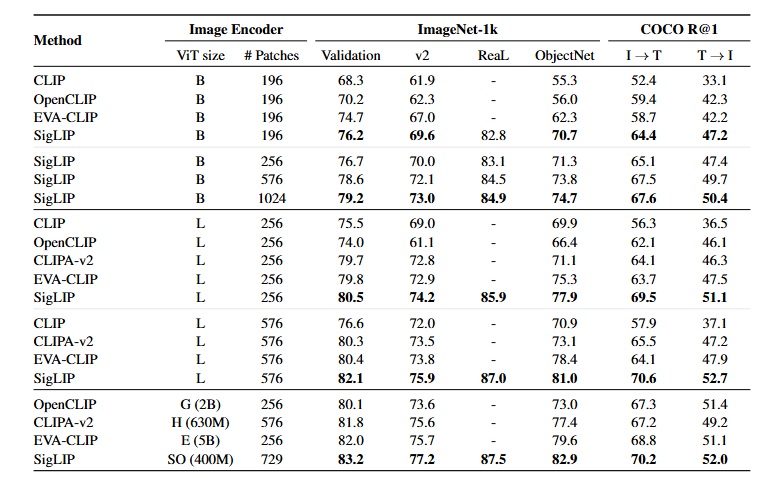 Method Image Encoder ImageNet-1k COCO R@1
ViT size # Patches Validation v2 ReaL ObjectNet I → T T → I
CLIP B 196 68.3 61.9 - 55.3 52.4 33.1
OpenCLIP B 196 70.2 62.3 - 56.0 59.4 42.3
EVA-CLIP B 196 74.7 67.0 - 62.3 58.7 42.2
SigLIP B 196 76.2 69.6 82.8 70.7 64.4 47.2
SigLIP B 256 76.7 70.0 83.1 71.3 65.1 47.4
SigLIP B 576 78.6 72.1 84.5 73.8 67.5 49.7
SigLIP B 1024 79.2 73.0 84.9 74.7 67.6 50.4
CLIP L 256 75.5 69.0 - 69.9 56.3 36.5
OpenCLIP L 256 74.0 61.1 - 66.4 62.1 46.1
CLIPA-v2 L 256 79.7 72.8 - 71.1 64.1 46.3
EVA-CLIP L 256 79.8 72.9 - 75.3 63.7 47.5
SigLIP L 256 80.5 74.2 85.9 77.9 69.5 51.1
CLIP L 576 76.6 72.0 - 70.9 57.9 37.1
CLIPA-v2 L 576 80.3 73.5 - 73.1 65.5 47.2
EVA-CLIP L 576 80.4 73.8 - 78.4 64.1 47.9
SigLIP L 576 82.1 75.9 87.0 81.0 70.6 52.7
OpenCLIP G (2B) 256 80.1 73.6 - 73.0 67.3 51.4
CLIPA-v2 H (630M) 576 81.8 75.6 - 77.4 67.2 49.2
EVA-CLIP E (5B) 256 82.0 75.7 - 79.6 68.8 51.1
SigLIP SO (400M) 729 83.2 77.2 87.5 82.9 70.2 52.0